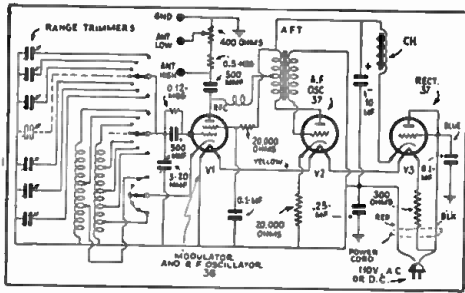 RANGE TRIMMERS
GND
ANT
LOW
ANT
HIGH
400 OHMS
0.5-MEG
500
MMF
RFC
AFT
A.F
OSC
37
CH.
RECT.
37
+
10
MF
0.12-
MEG
500
MMF
3-30
MMF
20,000
OHMS
YELLOW
V1
V2
V3
BLUE
0.1-
MF
0.1-MF
20,000
OHMS
.25-
MF
300
OHMS
RED
BLK
POWER
CORD
MODULATOR
AND R F OSCILLATOR
36
110V. A C
OR D.C.